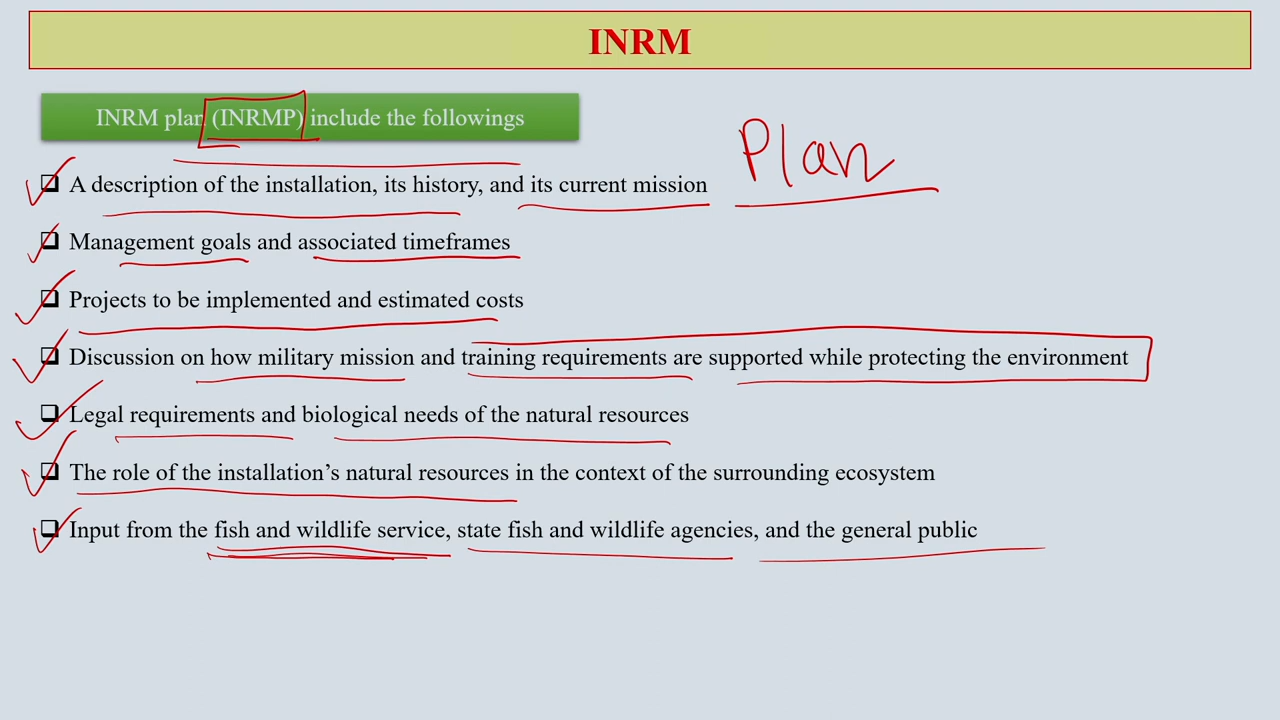 INRM
INRM plan (INRMP) include the followings
Plan
A description of the installation, its history, and its current mission
Management goals and associated timeframes
Projects to be implemented and estimated costs
Discussion on how military mission and training requirements are supported while protecting the environment
Legal requirements and biological needs of the natural resources
The role of the installation’s natural resources in the context of the surrounding ecosystem
Input from the fish and wildlife service, state fish and wildlife agencies, and the general public